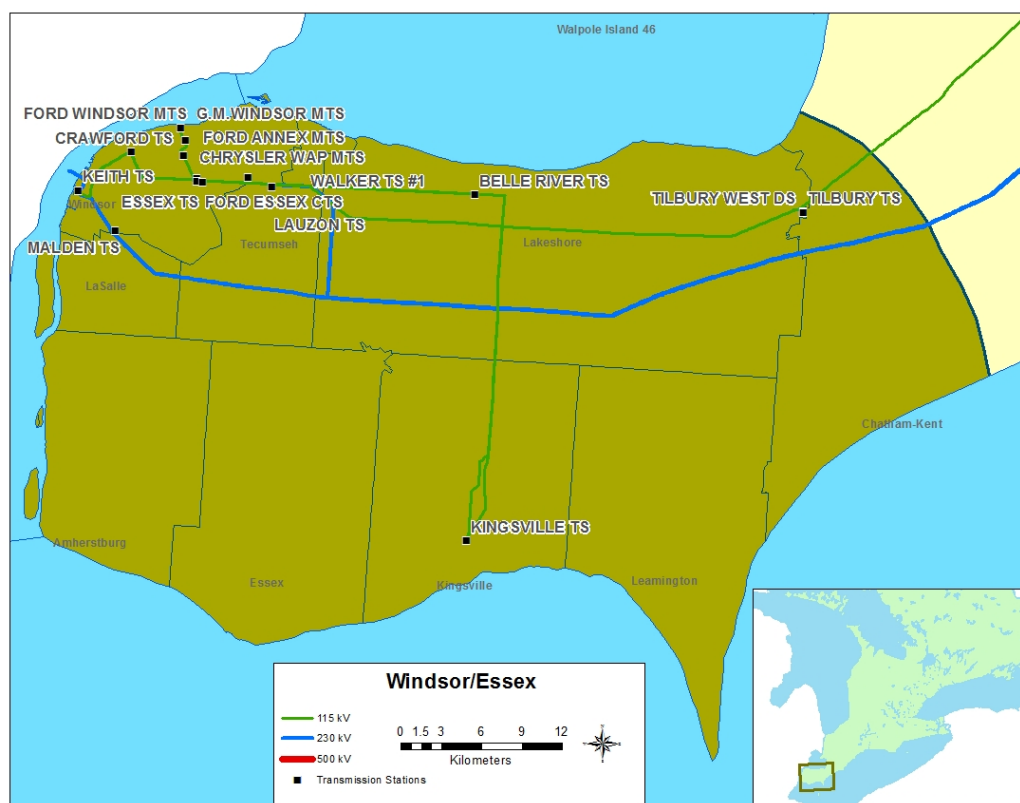 Walpole Island 46
FORD WINDSOR MTS
G.M.WINDSOR MTS
CRAWFORD TS
FORD ANNEX MTS
CHRYSLER WAP MTS
KEITH TS
WALKER TS #1
BELLE RIVER TS
Windsor
ESSEX TS
FORD ESSEX CTS
TILBURY WEST DS
TILBURY TS
LAUZON TS
MALDEN TS
Tecumseh
Lakeshore
LaSalle
Chatham-Kent
KINGSVILLE TS
Amherstburg
Essex
Kingsville
Leamington
Windsor/Essex
115 kV
230 kV
500 kV
Transmission Stations
0 1.5 3 6 9 12
Kilometers